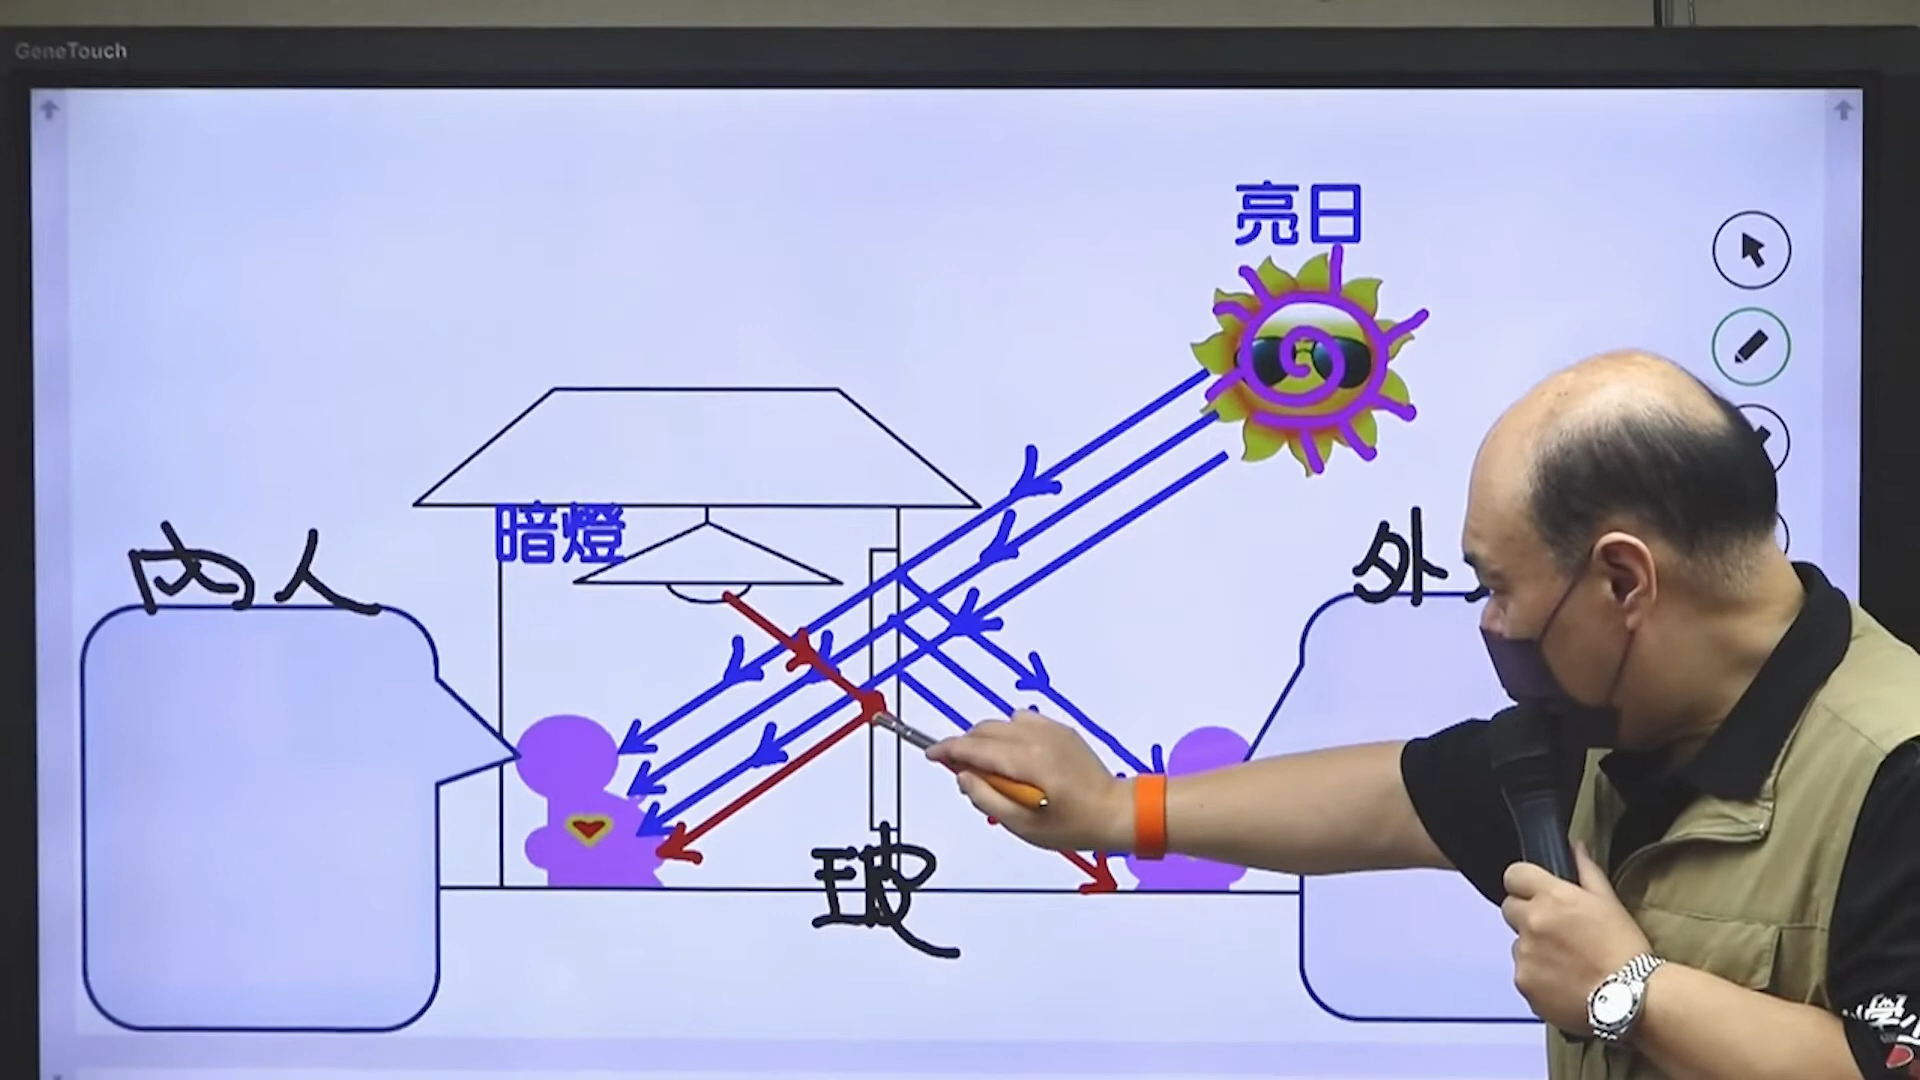 GeneTouch
亮日
暗燈
內人
外
玻